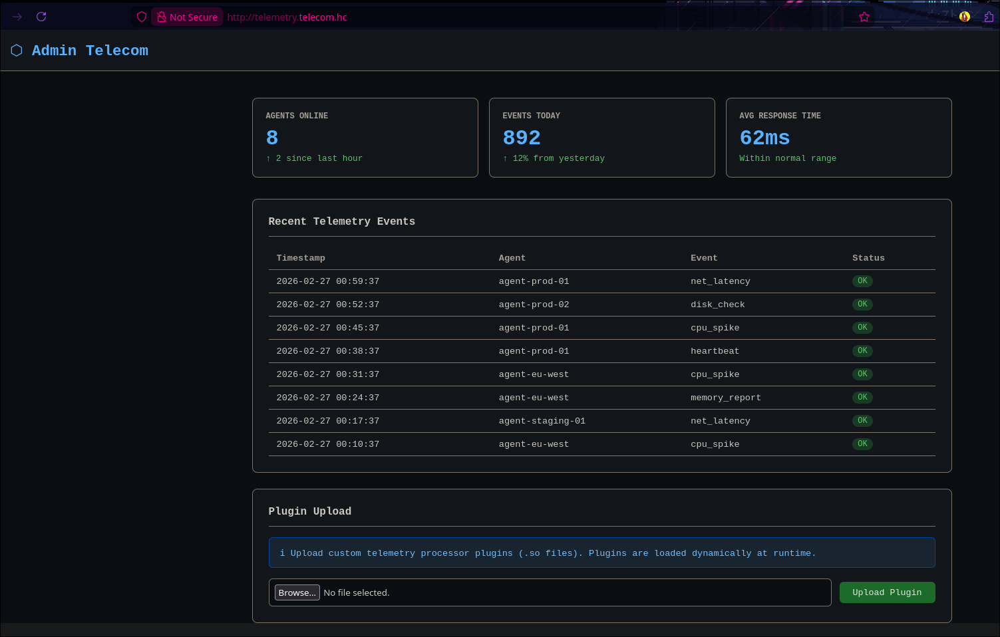 Not Secure http://telemetry.telecom.hc
Admin Telecom
AGENTS ONLINE
8
↑ 2 since last hour
EVENTS TODAY
892
↑ 12% from yesterday
AVG RESPONSE TIME
62ms
Within normal range
Recent Telemetry Events
Timestamp Agent Event Status
2026-02-27 00:59:37 agent-prod-01 net_latency OK
2026-02-27 00:52:37 agent-prod-02 disk_check OK
2026-02-27 00:45:37 agent-prod-01 cpu_spike OK
2026-02-27 00:38:37 agent-prod-01 heartbeat OK
2026-02-27 00:31:37 agent-eu-west cpu_spike OK
2026-02-27 00:24:37 agent-eu-west memory_report OK
2026-02-27 00:17:37 agent-staging-01 net_latency OK
2026-02-27 00:10:37 agent-eu-west cpu_spike OK
Plugin Upload
i Upload custom telemetry processor plugins (.so files). Plugins are loaded dynamically at runtime.
Browse... No file selected.
Upload Plugin